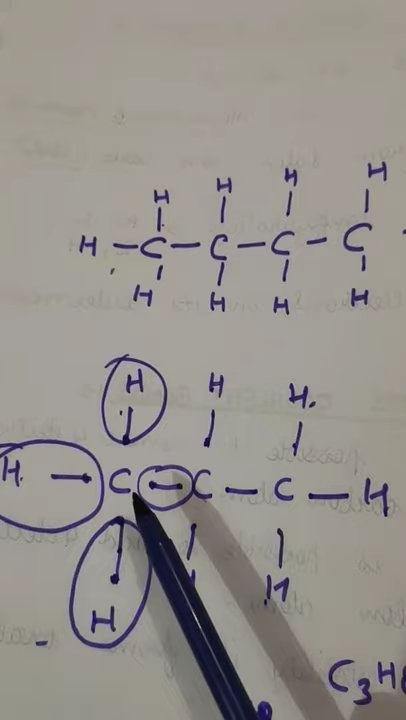 H H H H
H – C – C – C – C –
H H H H
H H H
H – C – C – C – H
H H
C3H